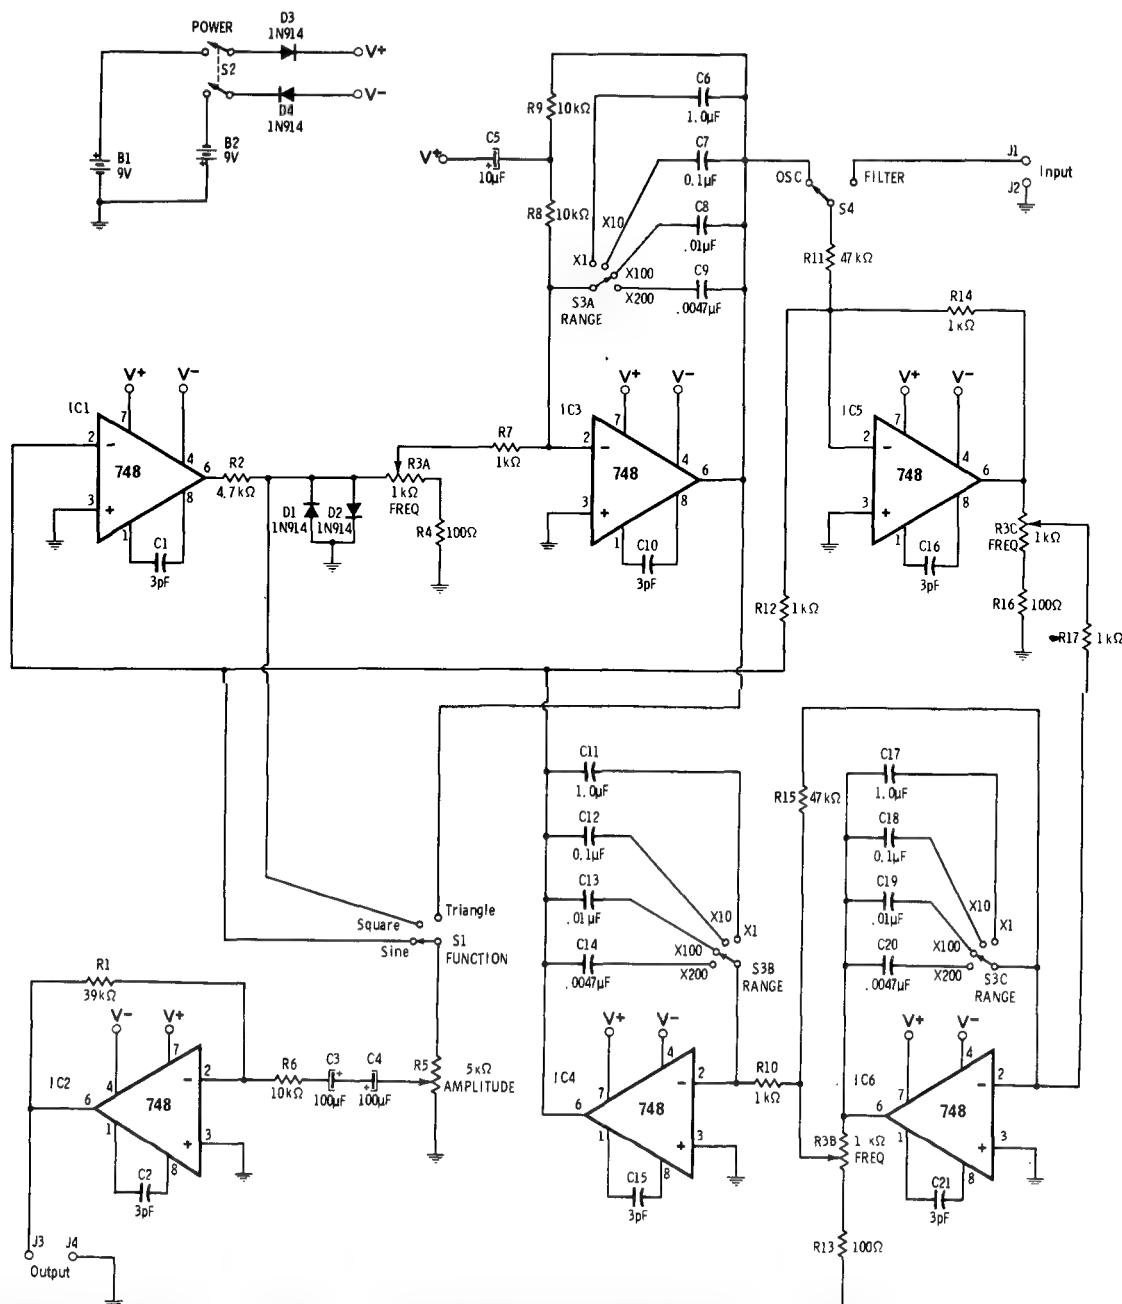 POWER
D3
1N914
V+
S2
V-
D4
1N914
B1
9V
B2
9V
R9
10kΩ
C6
1.0µF
C5
10µF
V+
C7
0.1µF
R8
10kΩ
X10
C8
.01µF
X1
X100
X200
C9
.0047µF
S3A
RANGE
OSC
FILTER
S4
J1
J2
Input
R11
47kΩ
R14
1kΩ
V+
V-
IC1
7
2
-
748
4
6
3
+
8
1
C1
3pF
R2
4.7kΩ
D1
1N914
D2
1N914
R3A
1kΩ
FREQ
R4
100Ω
R7
1kΩ
V+
V-
IC3
7
2
-
748
4
6
3
+
8
1
C10
3pF
V+
V-
IC5
7
2
-
748
4
6
3
+
8
1
C16
3pF
R3C
FREQ
1kΩ
R16
100Ω
R17
1kΩ
R12
1kΩ
C11
1.0µF
C12
0.1µF
C13
.01µF
C14
.0047µF
X10
X1
X100
X200
S3B
RANGE
R15
47kΩ
C17
1.0µF
C18
0.1µF
C19
.01µF
C20
.0047µF
X10
X1
X100
X200
S3C
RANGE
Square
Triangle
Sine
S1
FUNCTION
R1
39kΩ
V-
V+
IC2
4
7
2
-
748
6
1
+
3
8
C2
3pF
R6
10kΩ
C3
+
100µF
C4
+
100µF
R5
5kΩ
AMPLITUDE
V+
V-
IC4
7
4
2
-
748
6
1
+
3
8
C15
3pF
R10
1kΩ
V+
V-
IC6
7
4
2
-
748
6
1
+
3
8
C21
3pF
R3B
1 kΩ
FREQ
R13
100Ω
J3
J4
Output